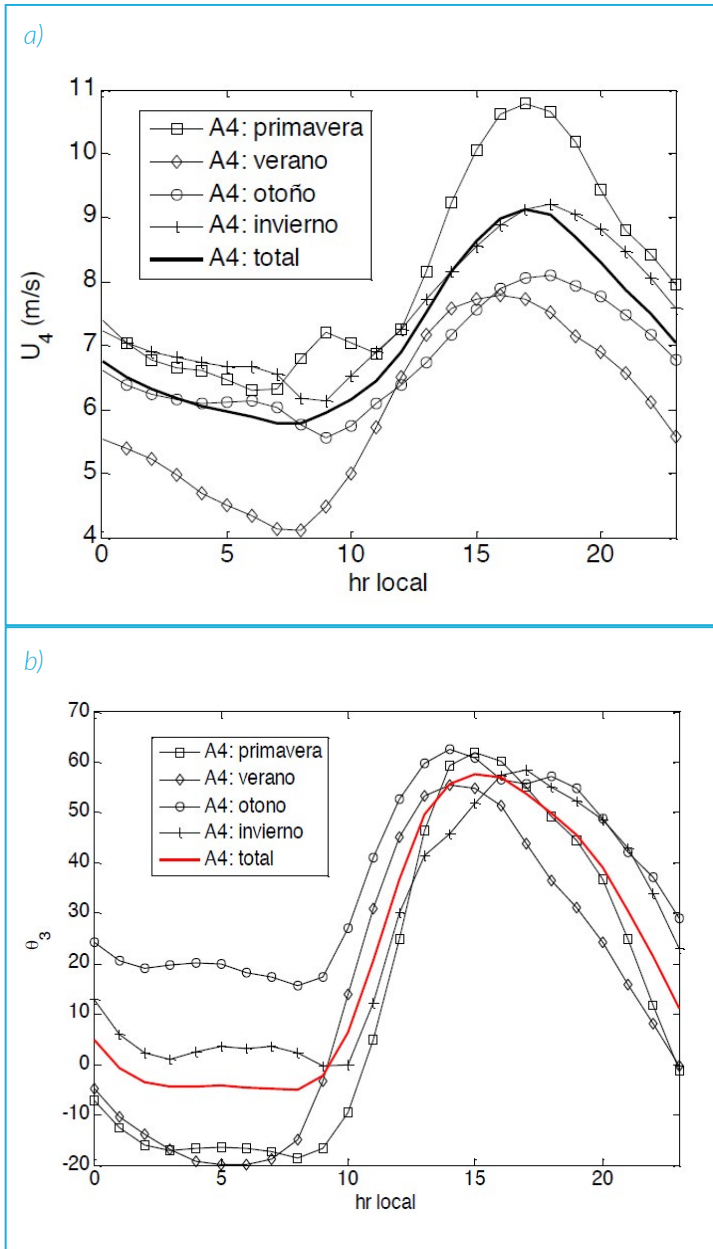 a)
11
10
9
8
7
6
5
4
U4 (m/s)
A4: primavera
A4: verano
A4: otoño
A4: invierno
A4: total
0 5 10 15 20
hr local
b)
70
60
50
40
30
20
10
0
-10
-20
θ3
A4: primavera
A4: verano
A4: otono
A4: invierno
A4: total
0 5 10 15 20
hr local